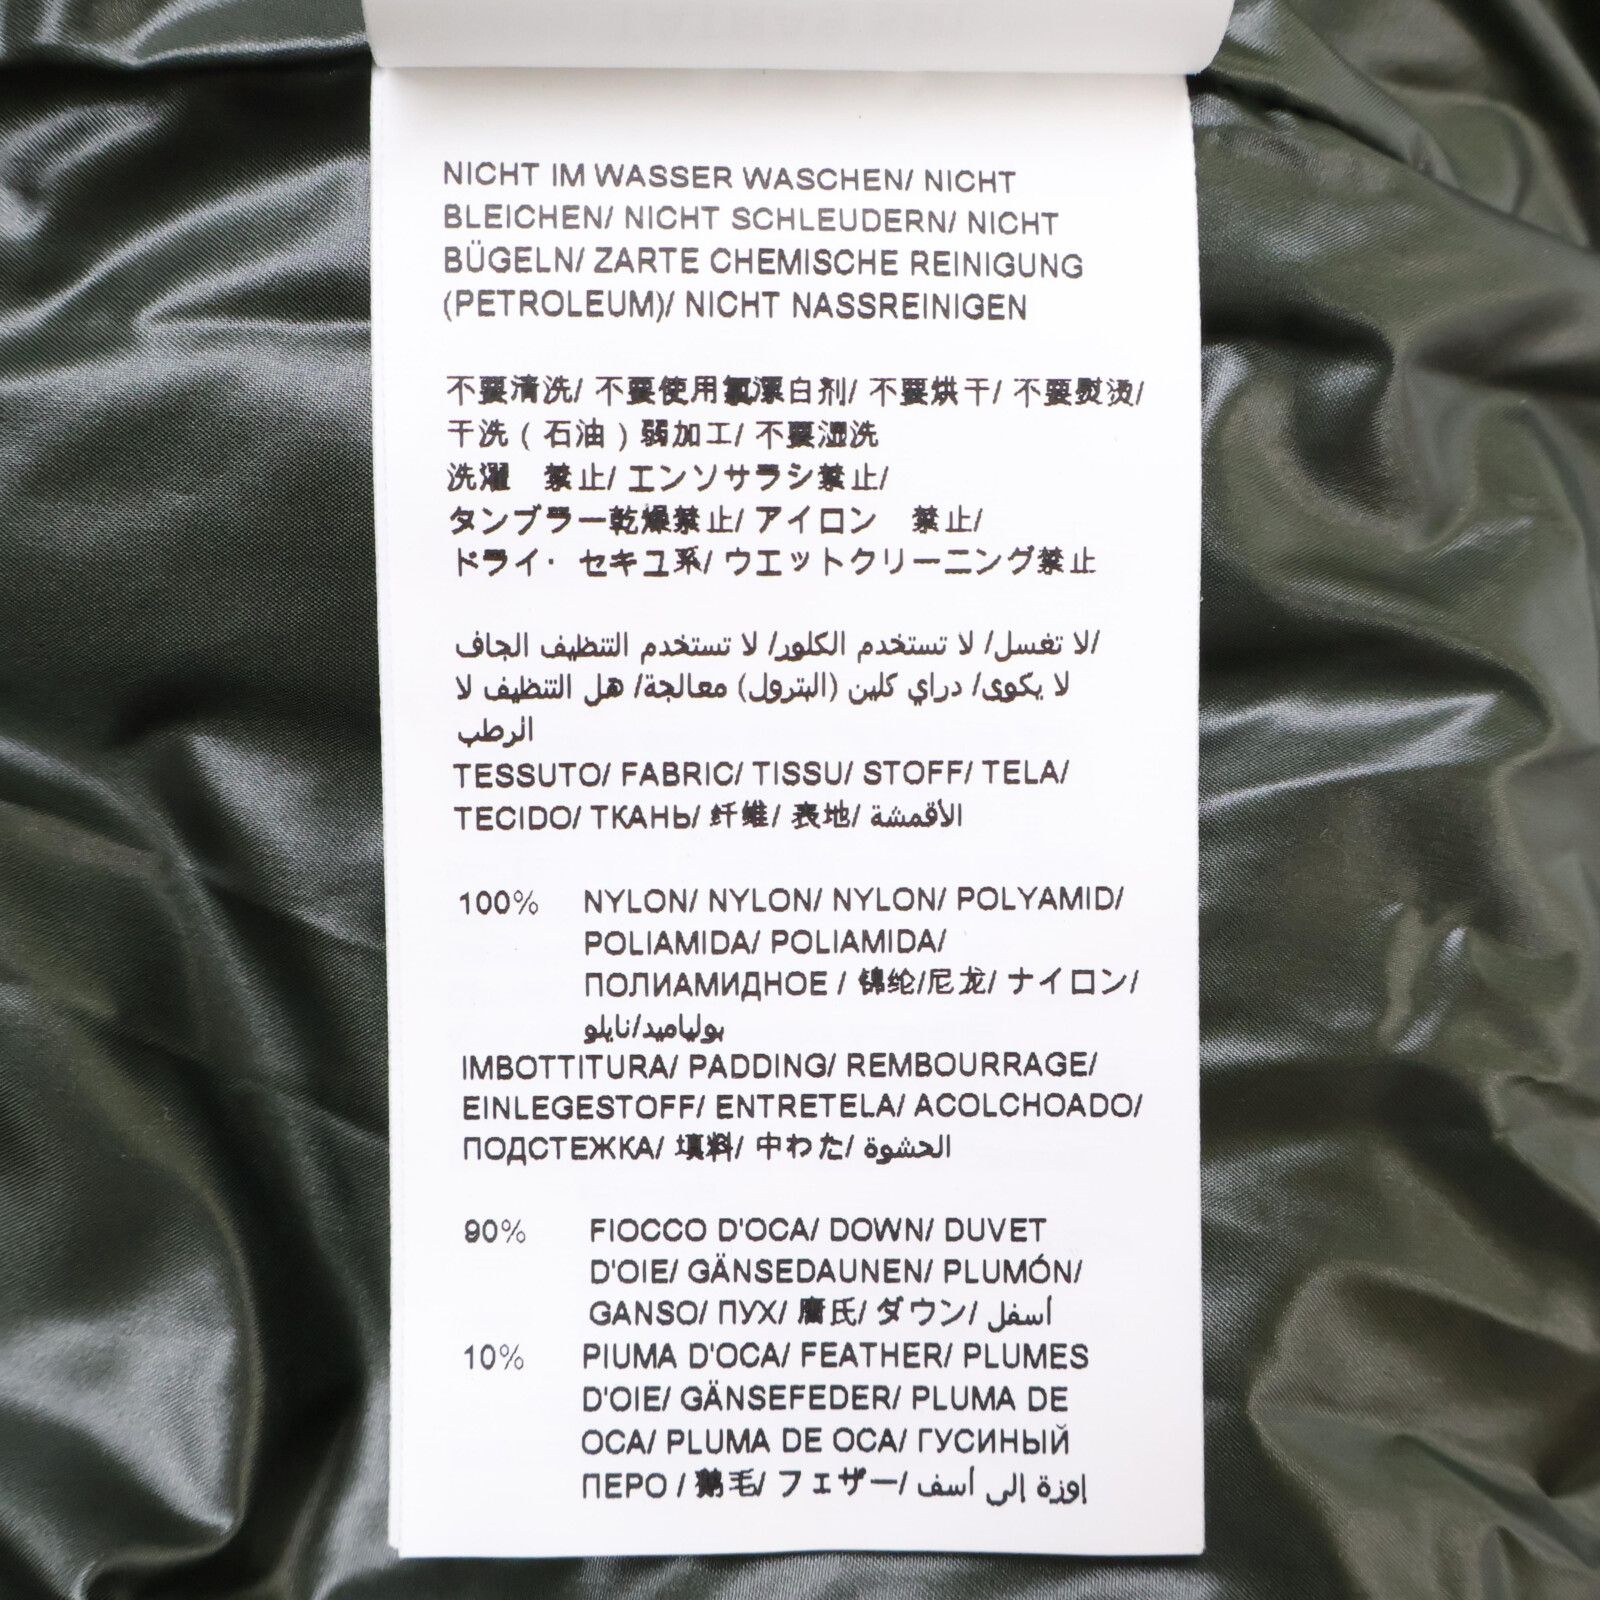 NICHT IM WASSER WASCHEN/ NICHT
BLEICHEN/ NICHT SCHLEUDERN/ NICHT
BÜGELN/ ZARTE CHEMISCHE REINIGUNG
(PETROLEUM)/ NICHT NASSREINIGEN
不要清洗/ 不要使用氯漂白剂/ 不要烘干/ 不要熨烫/
干洗 ( 石油 ) 弱加工/ 不要湿洗
洗濯　禁止/ エンソサラシ禁止/
タンブラー乾燥禁止/ アイロン　禁止/
ドライ・ セキユ系/ ウエットクリーニング禁止
لا تغسل/ لا تستخدم الكلور/ لا تستخدم التنظيف الجاف/
لا يكوى/ دراي كلين (البترول) معالجة/ هل التنظيف لا
الرطب
TESSUTO/ FABRIC/ TISSU/ STOFF/ TELA/
TECIDO/ ТКАНЬ/ 纤维/ 表地/ الأقمشة
100% NYLON/ NYLON/ NYLON/ POLYAMID/
POLIAMIDA/ POLIAMIDA/
ПОЛИАМИДНОЕ / 锦纶/尼龙/ ナイロン/
بولياميد/نايلو
IMBOTTITURA/ PADDING/ REMBOURRAGE/
EINLEGESTOFF/ ENTRETELA/ ACOLCHOADO/
ПОДСТЕЖКА/ 填料/ 中わた/ الحشوة
90% FIOCCO D'OCA/ DOWN/ DUVET
D'OIE/ GÄNSEDAUNEN/ PLUMÓN/
GANSO/ ПУХ/ 氏/ ダウン/ أسفل
10% PIUMA D'OCA/ FEATHER/ PLUMES
D'OIE/ GÄNSEFEDER/ PLUMA DE
OCA/ PLUMA DE OCA/ ГУСИНЫЙ
ПЕРО / 鹅毛/ フェザー/ إوزة إلى أسف